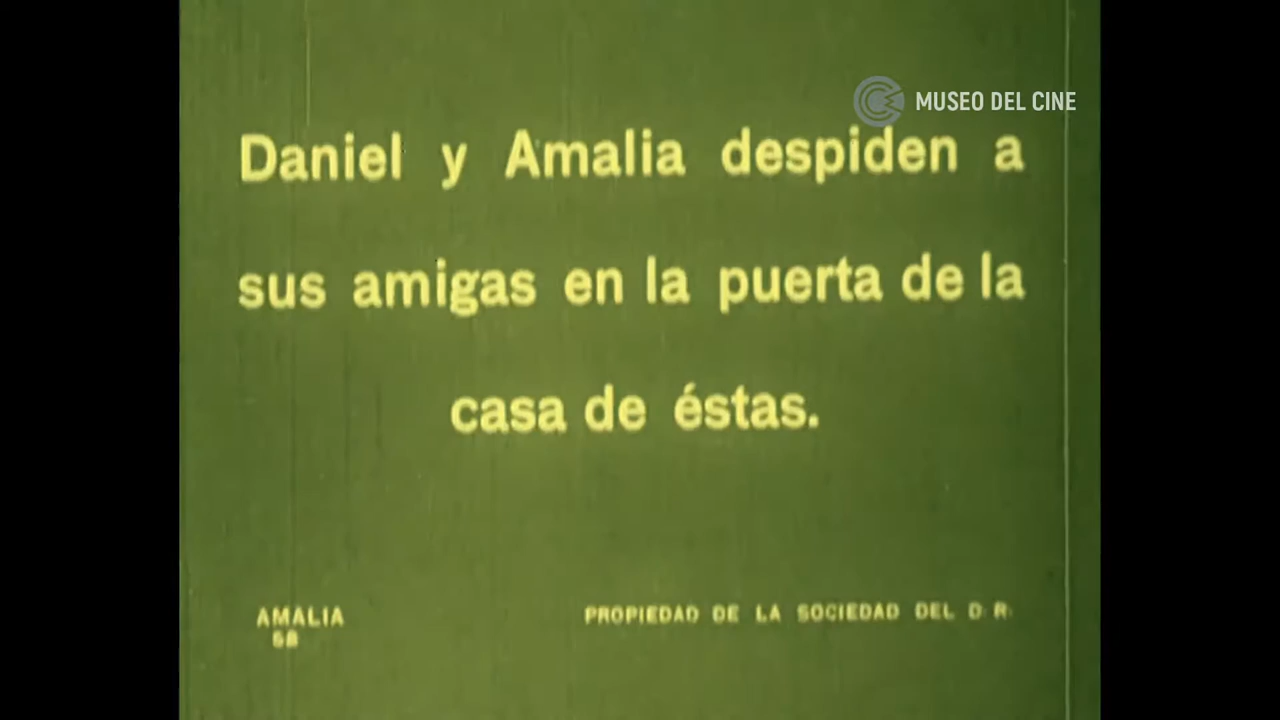 MUSEO DEL CINE
Daniel y Amalia despiden a
sus amigas en la puerta de la
casa de éstas.
AMALIA
PROPIEDAD DE LA SOCIEDAD DEL D R.
68